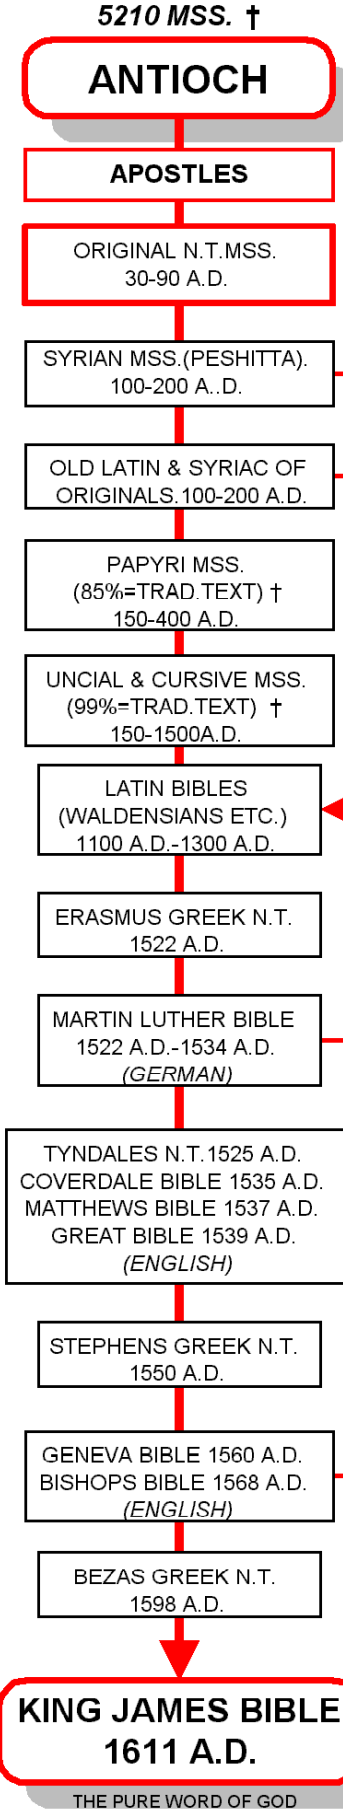 5210 MSS. †
ANTIOCH
APOSTLES
ORIGINAL N.T.MSS.
30-90 A.D.
SYRIAN MSS.(PESHITTA).
100-200 A..D.
OLD LATIN & SYRIAC OF
ORIGINALS.100-200 A.D.
PAPYRI MSS.
(85%=TRAD.TEXT) †
150-400 A.D.
UNCIAL & CURSIVE MSS.
(99%=TRAD.TEXT) †
150-1500A.D.
LATIN BIBLES
(WALDENSIANS ETC.)
1100 A.D.-1300 A.D.
ERASMUS GREEK N.T.
1522 A.D.
MARTIN LUTHER BIBLE
1522 A.D.-1534 A.D.
(GERMAN)
TYNDALES N.T.1525 A.D.
COVERDALE BIBLE 1535 A.D.
MATTHEWS BIBLE 1537 A.D.
GREAT BIBLE 1539 A.D.
(ENGLISH)
STEPHENS GREEK N.T.
1550 A.D.
GENEVA BIBLE 1560 A.D.
BISHOPS BIBLE 1568 A.D.
(ENGLISH)
BEZAS GREEK N.T.
1598 A.D.
KING JAMES BIBLE
1611 A.D.
THE PURE WORD OF GOD